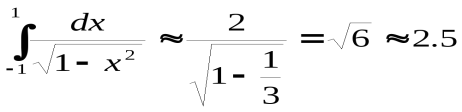 ∫_{-1}^{1} dx / √(1 - x²) ≈ 2 / √(1 - 1/3) = √6 ≈ 2.5